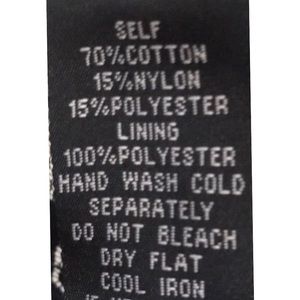 SELF
70%COTTON
15%NYLON
15%POLYESTER
LINING
100%POLYESTER
HAND WASH COLD
SEPARATELY
DO NOT BLEACH
DRY FLAT
COOL IRON